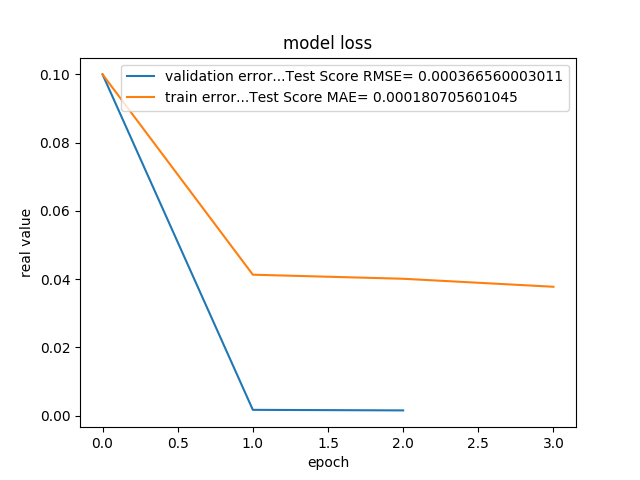 model loss
validation error...Test Score RMSE= 0.000366560003011
train error...Test Score MAE= 0.000180705601045
real value
0.10
0.08
0.06
0.04
0.02
0.00
0.0 0.5 1.0 1.5 2.0 2.5 3.0
epoch